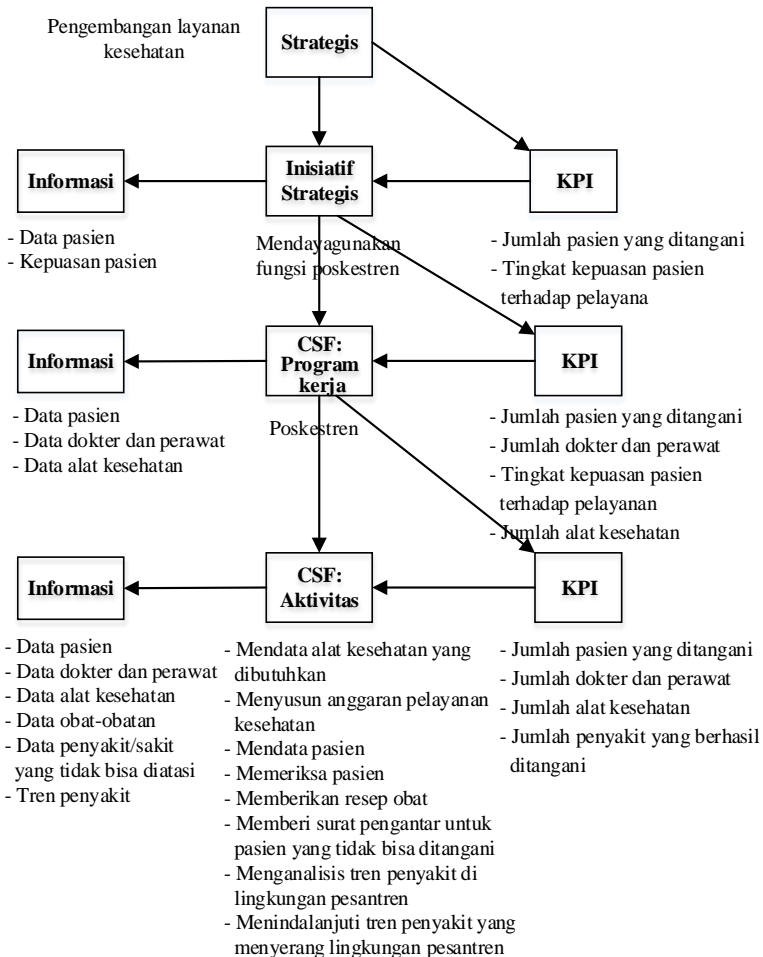 Pengembangan layanan
kesehatan
Strategis
Informasi
Inisiatif
Strategis
KPI
- Data pasien
- Kepuasan pasien
Mendayagunakan
fungsi poskestren
- Jumlah pasien yang ditangani
- Tingkat kepuasan pasien
terhadap pelayana
Informasi
CSF:
Program
kerja
KPI
- Data pasien
- Data dokter dan perawat
- Data alat kesehatan
Poskestren
- Jumlah pasien yang ditangani
- Jumlah dokter dan perawat
- Tingkat kepuasan pasien
terhadap pelayanan
- Jumlah alat kesehatan
Informasi
CSF:
Aktivitas
KPI
- Data pasien
- Data dokter dan perawat
- Data alat kesehatan
- Data obat-obatan
- Data penyakit/sakit
yang tidak bisa diatasi
- Tren penyakit
- Mendata alat kesehatan yang
dibutuhkan
- Menyusun anggaran pelayanan
kesehatan
- Mendata pasien
- Memeriksa pasien
- Memberikan resep obat
- Memberi surat pengantar untuk
pasien yang tidak bisa ditangani
- Menganalisis tren penyakit di
lingkungan pesantren
- Menindalanjuti tren penyakit yang
menyerang lingkungan pesantren
- Jumlah pasien yang ditangani
- Jumlah dokter dan perawat
- Jumlah alat kesehatan
- Jumlah penyakit yang berhasil
ditangani